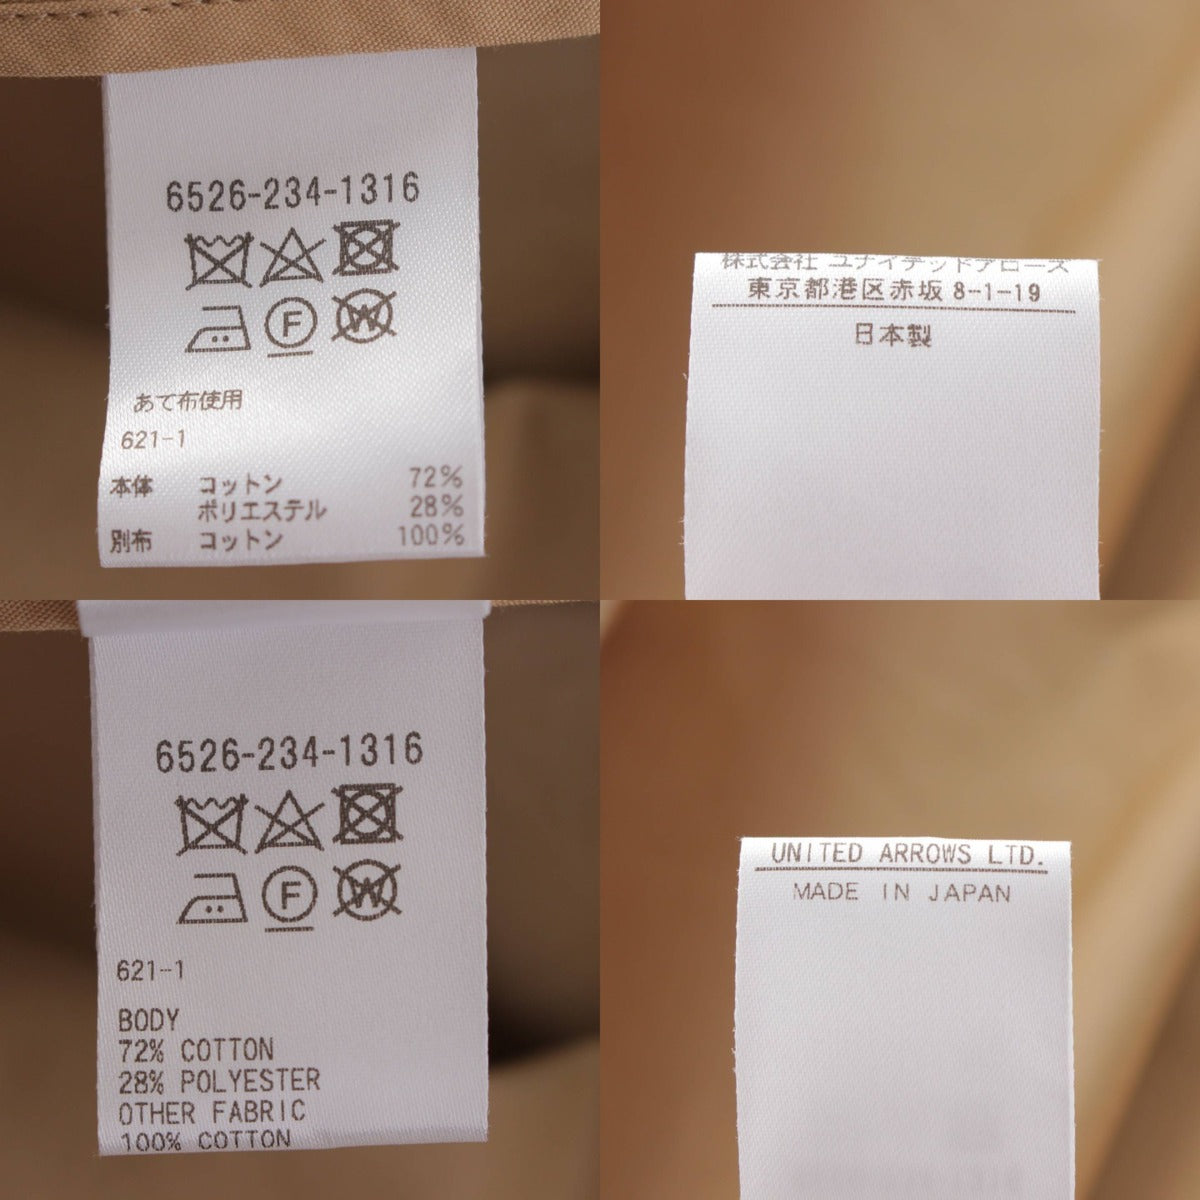 6526-234-1316
F
W
あて布使用
621-1
本体 コットン 72%
ポリエステル 28%
別布 コットン 100%
株式会社 ユナイテッドアローズ
東京都港区赤坂 8-1-19
日本製
6526-234-1316
F
W
621-1
BODY
72% COTTON
28% POLYESTER
OTHER FABRIC
100% COTTON
UNITED ARROWS LTD.
MADE IN JAPAN